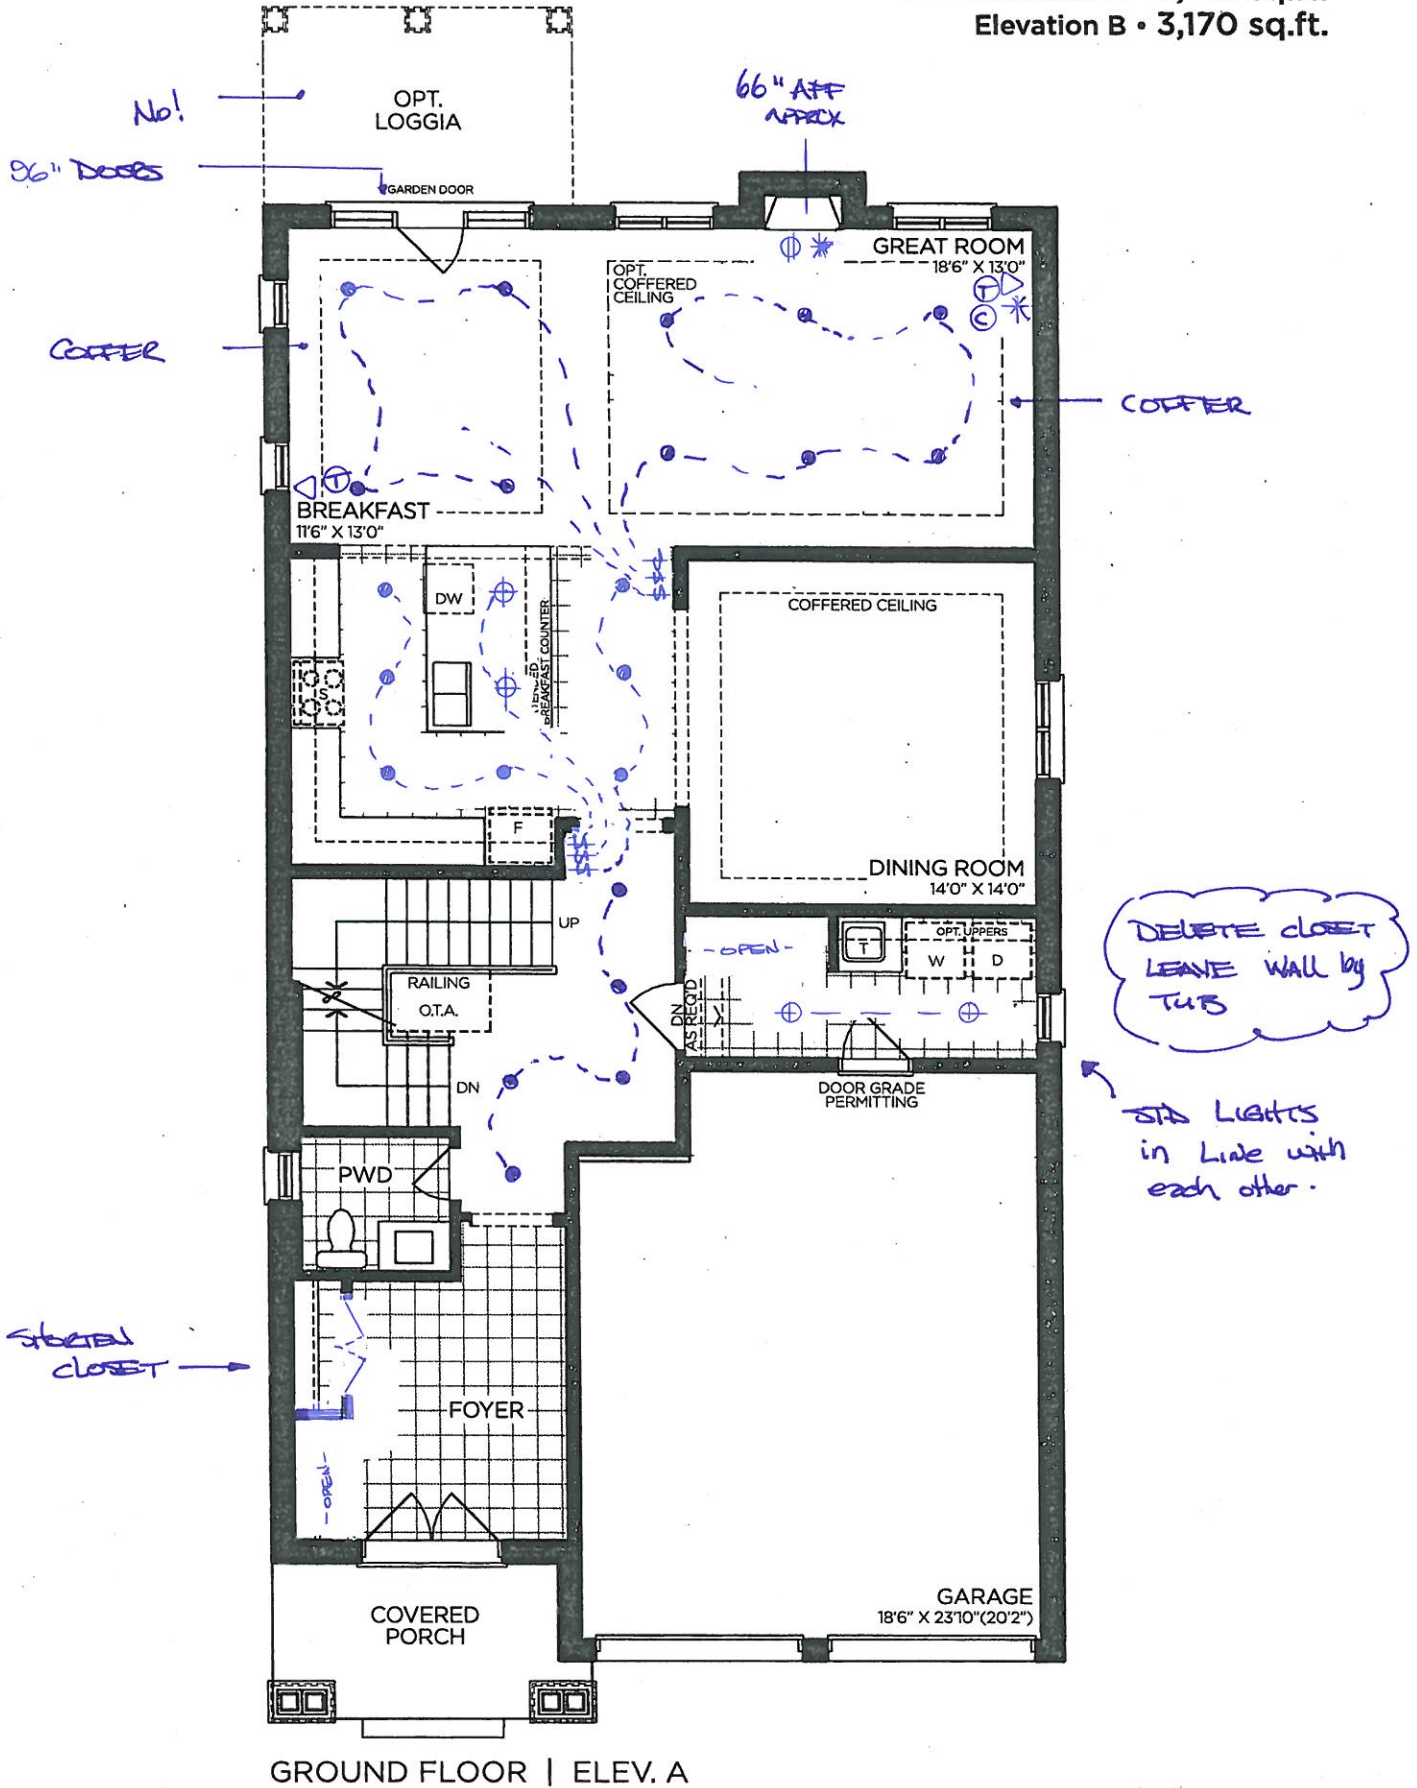 Elevation B • 3,170 sq.ft.
66" AFF
APPRX
No!
OPT.
LOGGIA
96" DOORS
GARDEN DOOR
GREAT ROOM
18'6" X 13'0"
OPT.
COFFERED
CEILING
T
C
COFFER
COFFER
T
BREAKFAST
11'6" X 13'0"
DW
BREAKFAST COUNTER
S
$$$
COFFERED CEILING
F
$$$
DINING ROOM
14'0" X 14'0"
UP
-OPEN-
T
OPT. UPPERS
W
D
DELETE CLOSET
LEAVE WALL by
TUB
RAILING
O.T.A.
DN
AS REQ'D
DN
DOOR GRADE
PERMITTING
STD LIGHTS
in LINE with
each other.
PWD
SHORTEN
CLOSET
FOYER
-OPEN-
GARAGE
18'6" X 23'10"(20'2")
COVERED
PORCH
GROUND FLOOR | ELEV. A